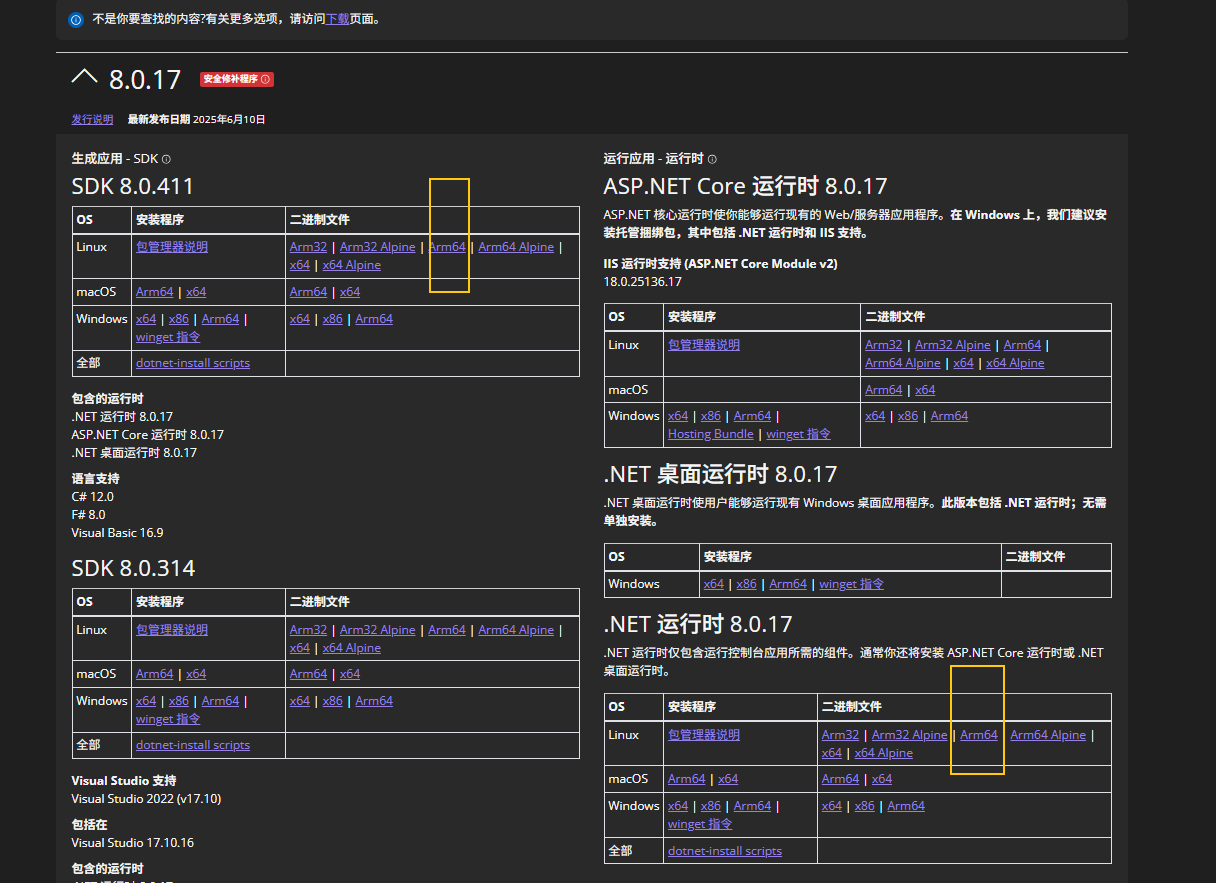 不是你要查找的内容?有关更多选项，请访问下载页面。
8.0.17 安全修补程序
发行说明 最新发布日期 2025年6月10日
生成应用 - SDK
SDK 8.0.411
OS 安装程序 二进制文件
Linux 包管理器说明 Arm32 | Arm32 Alpine | Arm64 | Arm64 Alpine |
x64 | x64 Alpine
macOS Arm64 | x64 Arm64 | x64
Windows x64 | x86 | Arm64 | x64 | x86 | Arm64
winget 指令
全部 dotnet-install scripts
包含的运行时
.NET 运行时 8.0.17
ASP.NET Core 运行时 8.0.17
.NET 桌面运行时 8.0.17
语言支持
C# 12.0
F# 8.0
Visual Basic 16.9
SDK 8.0.314
OS 安装程序 二进制文件
Linux 包管理器说明 Arm32 | Arm32 Alpine | Arm64 | Arm64 Alpine |
x64 | x64 Alpine
macOS Arm64 | x64 Arm64 | x64
Windows x64 | x86 | Arm64 | x64 | x86 | Arm64
winget 指令
全部 dotnet-install scripts
Visual Studio 支持
Visual Studio 2022 (v17.10)
包括在
Visual Studio 17.10.16
包含的运行时
运行应用 - 运行时
ASP.NET Core 运行时 8.0.17
ASP.NET 核心运行时使你能够运行现有的 Web/服务器应用程序。在 Windows 上，我们建议安
装托管捆绑包，其中包括 .NET 运行时和 IIS 支持。
IIS 运行时支持 (ASP.NET Core Module v2)
18.0.25136.17
OS 安装程序 二进制文件
Linux 包管理器说明 Arm32 | Arm32 Alpine | Arm64 |
Arm64 Alpine | x64 | x64 Alpine
macOS Arm64 | x64
Windows x64 | x86 | Arm64 | x64 | x86 | Arm64
Hosting Bundle | winget 指令
.NET 桌面运行时 8.0.17
.NET 桌面运行时使用户能够运行现有 Windows 桌面应用程序。此版本包括 .NET 运行时；无需
单独安装。
OS 安装程序 二进制文件
Windows x64 | x86 | Arm64 | winget 指令
.NET 运行时 8.0.17
.NET 运行时仅包含运行控制台应用所需的组件。通常你还将安装 ASP.NET Core 运行时或 .NET
桌面运行时。
OS 安装程序 二进制文件
Linux 包管理器说明 Arm32 | Arm32 Alpine | Arm64 Arm64 Alpine |
x64 | x64 Alpine
macOS Arm64 | x64 Arm64 | x64
Windows x64 | x86 | Arm64 | x64 | x86 | Arm64
winget 指令
全部 dotnet-install scripts